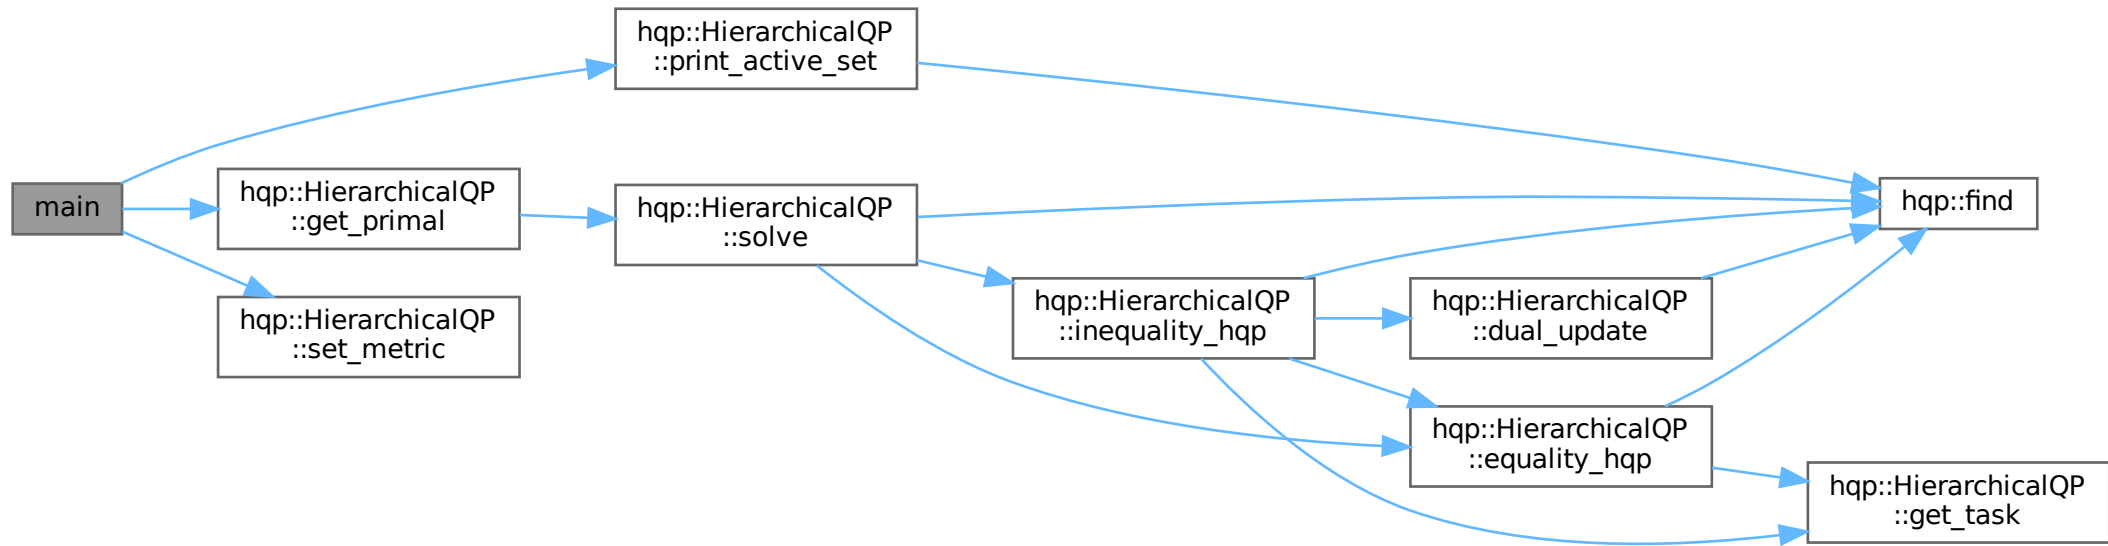 main
hqp::HierarchicalQP
::print_active_set
hqp::HierarchicalQP
::get_primal
hqp::HierarchicalQP
::set_metric
hqp::HierarchicalQP
::solve
hqp::HierarchicalQP
::inequality_hqp
hqp::HierarchicalQP
::dual_update
hqp::HierarchicalQP
::equality_hqp
hqp::find
hqp::HierarchicalQP
::get_task